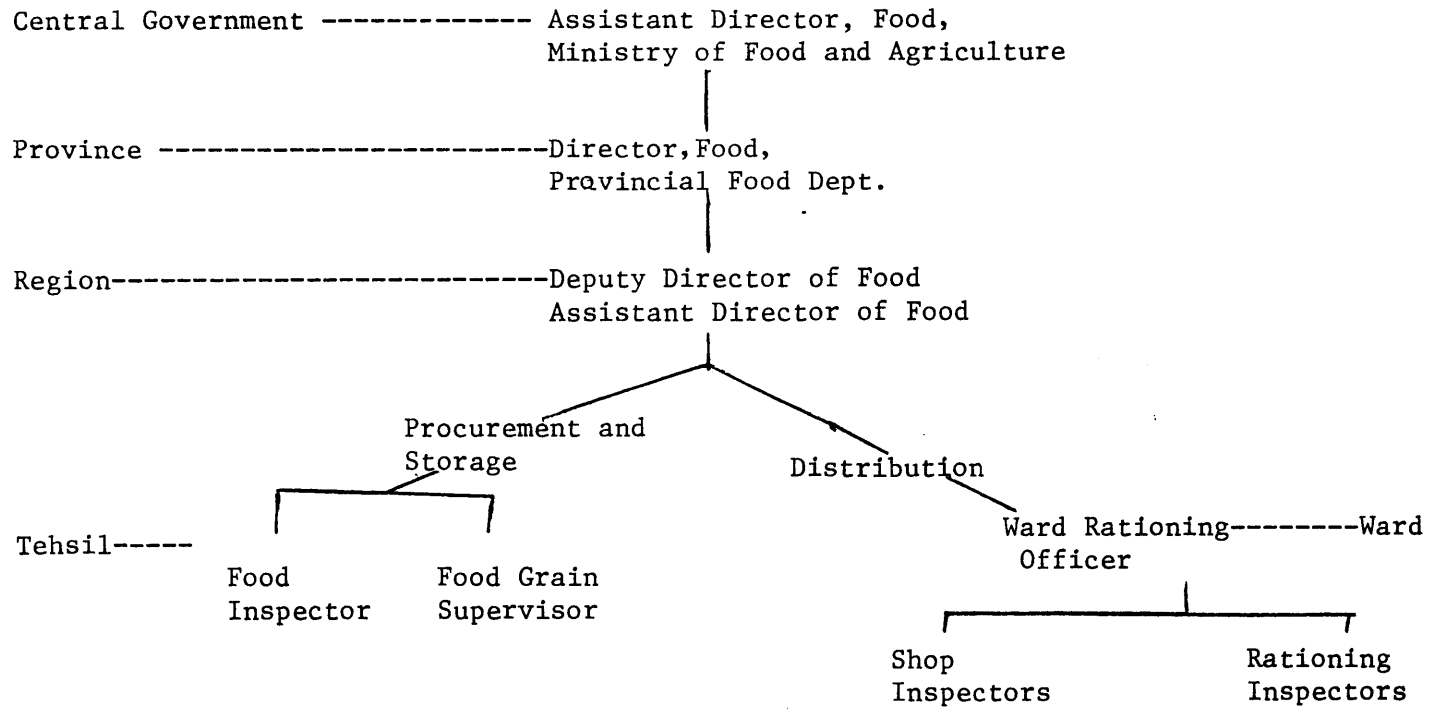 Central Government ------------- Assistant Director, Food,
Ministry of Food and Agriculture
Province ------------------------Director, Food,
Provincial Food Dept.
Region---------------------------Deputy Director of Food
Assistant Director of Food
Procurement and
Storage
Distribution
Tehsil-----
Food
Inspector
Food Grain
Supervisor
Ward Rationing--------Ward
Officer
Shop
Inspectors
Rationing
Inspectors